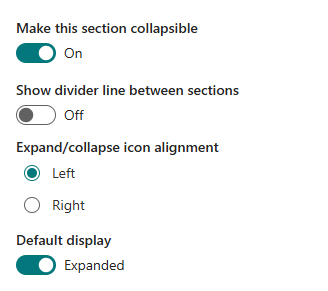 Make this section collapsible
On
Show divider line between sections
Off
Expand/collapse icon alignment
Left
Right
Default display
Expanded